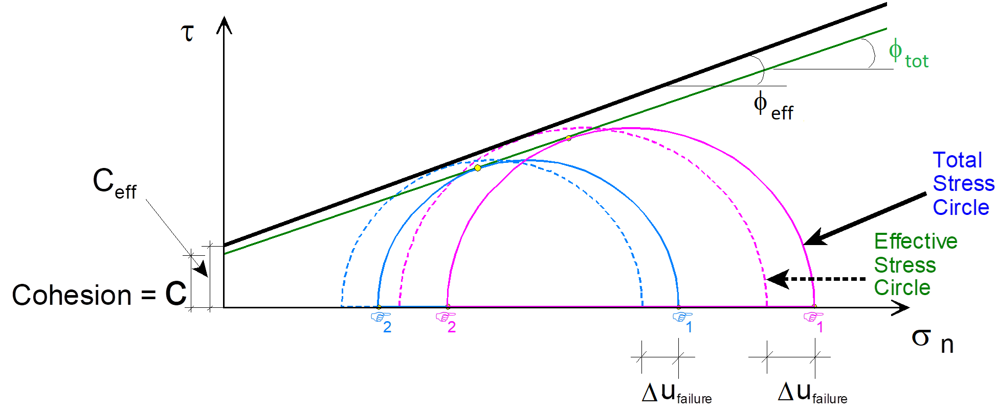 τ
ϕ tot
ϕ eff
Total
Stress
Circle
C eff
Effective
Stress
Circle
Cohesion = C
☞2 ☞2 ☞1 ☞1
σ n
Δu failure Δu failure